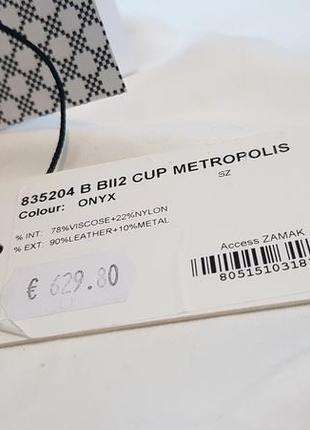 835204 B BII2 CUP METROPOLIS
Colour: ONYX
SZ
% INT: 78%VISCOSE+22%NYLON
% EXT: 90%LEATHER+10%METAL
Access ZAMAK
€ 629.80